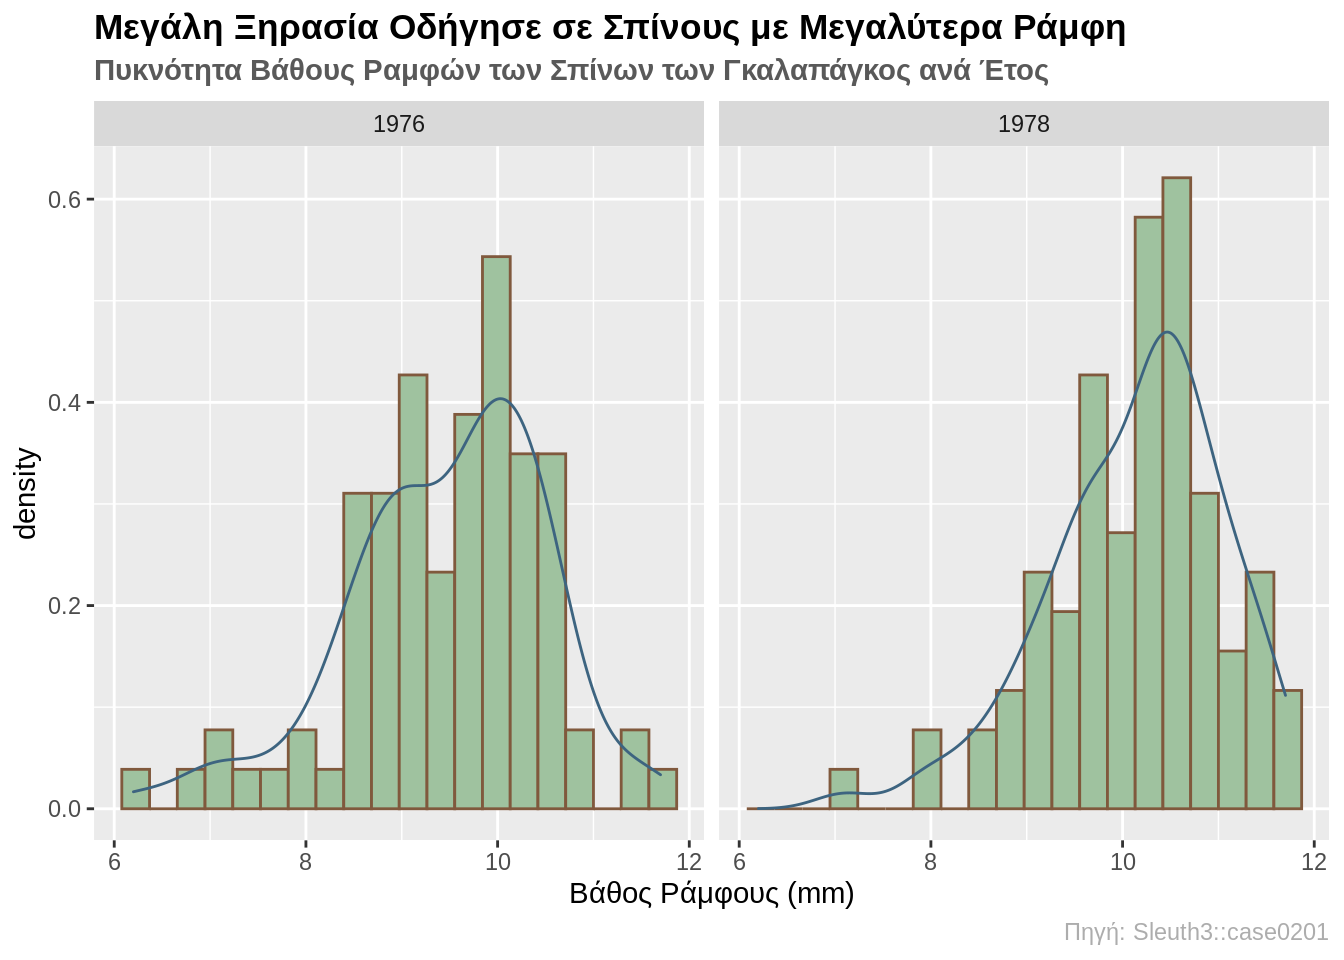 Μεγάλη Ξηρασία Οδήγησε σε Σπίνους με Μεγαλύτερα Ράμφη
Πυκνότητα Βάθους Ραμφών των Σπίνων των Γκαλαπάγκος ανά Έτος
1976 1978
0.6
0.4
0.2
0.0
density
6 8 10 12 6 8 10 12
Βάθος Ράμφους (mm)
Πηγή: Sleuth3::case0201